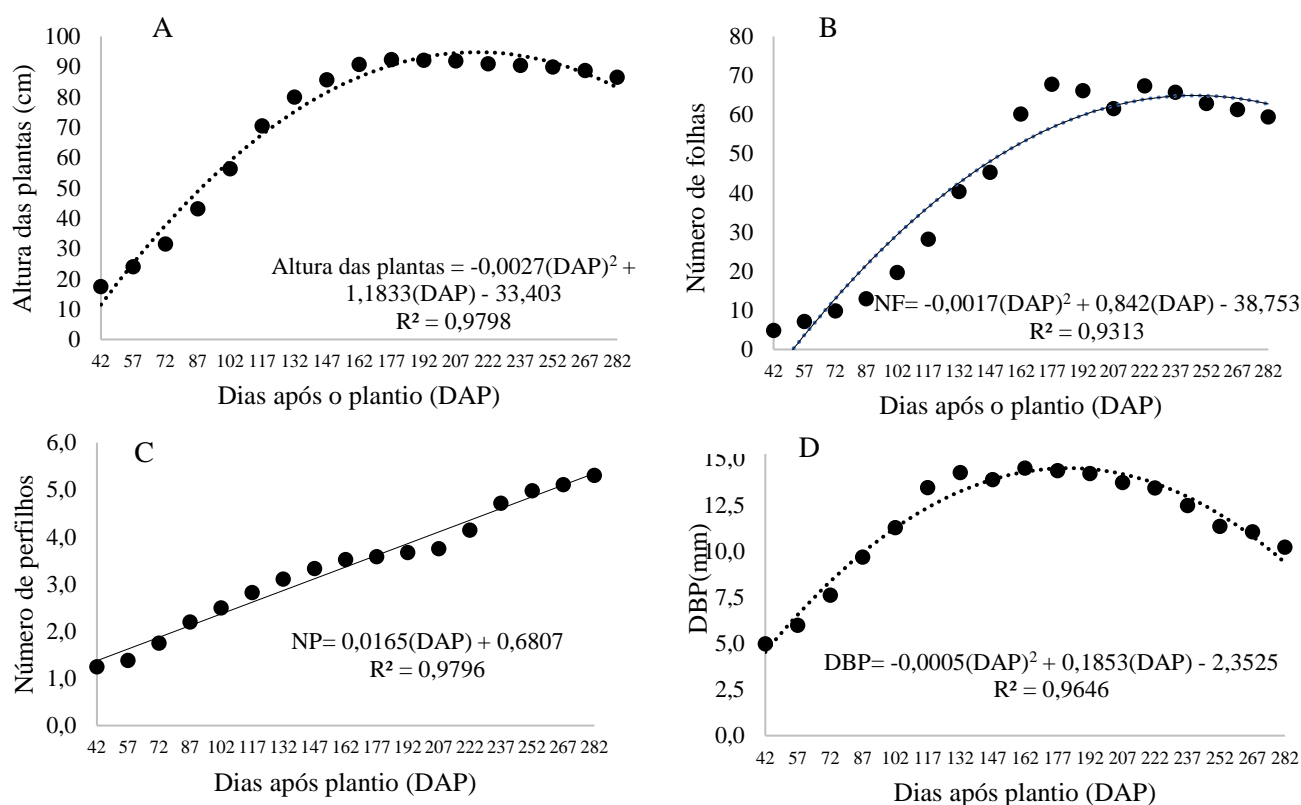 A
Altura das plantas (cm)
100
90
80
70
60
50
40
30
20
10
0
Altura das plantas = -0,0027(DAP)² +
1,1833(DAP) - 33,403
R² = 0,9798
42 57 72 87 102 117 132 147 162 177 192 207 222 237 252 267 282
Dias após o plantio (DAP)
B
Número de folhas
80
70
60
50
40
30
20
10
0
NF= -0,0017(DAP)² + 0,842(DAP) - 38,753
R² = 0,9313
42 57 72 87 102 117 132 147 162 177 192 207 222 237 252 267 282
Dias após o plantio (DAP)
C
Número de perfilhos
6,0
5,0
4,0
3,0
2,0
1,0
0,0
NP= 0,0165(DAP) + 0,6807
R² = 0,9796
42 57 72 87 102 117 132 147 162 177 192 207 222 237 252 267 282
Dias após plantio (DAP)
D
DBP(mm)
15,0
12,5
10,0
7,5
5,0
2,5
0,0
DBP= -0,0005(DAP)² + 0,1853(DAP) - 2,3525
R² = 0,9646
42 57 72 87 102 117 132 147 162 177 192 207 222 237 252 267 282
Dias após plantio (DAP)